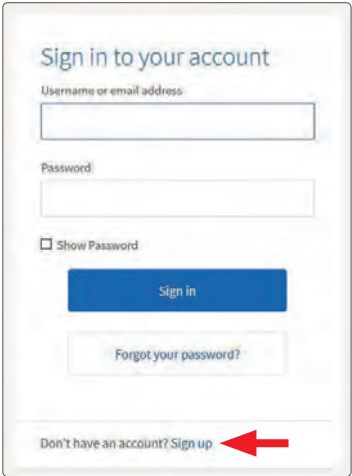 Sign in to your account
Username or email address
Password
Show Password
Sign in
Forgot your password?
Don't have an account? Sign up